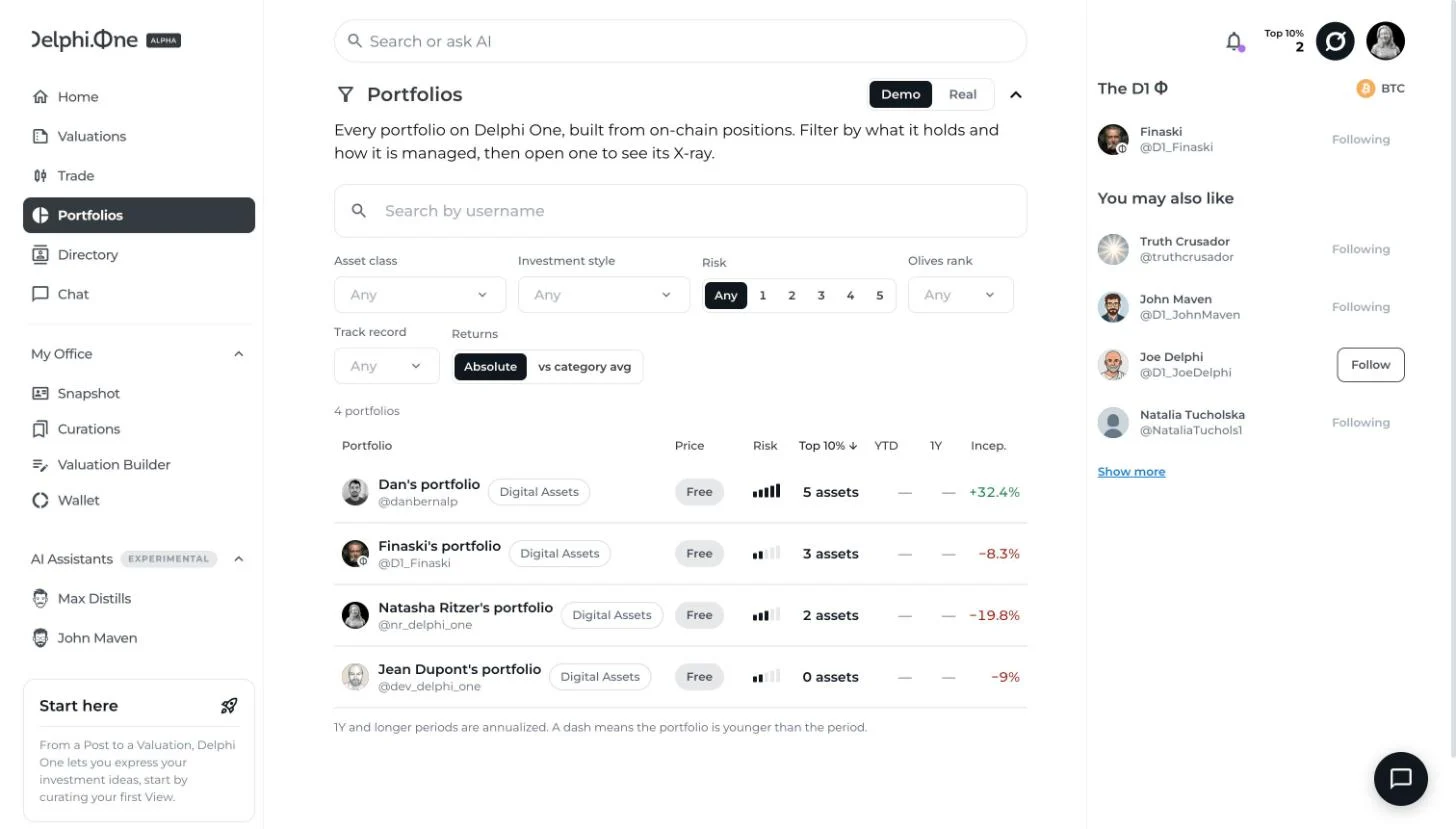 Delphi.One ALPHA
Home
Valuations
Trade
Portfolios
Directory
Chat
My Office
Snapshot
Curations
Valuation Builder
Wallet
AI Assistants EXPERIMENTAL
Max Distills
John Maven
Start here
From a Post to a Valuation, Delphi
One lets you express your
investment ideas, start by
curating your first View.
Search or ask AI
Portfolios
Demo Real
Every portfolio on Delphi One, built from on-chain positions. Filter by what it holds and
how it is managed, then open one to see its X-ray.
Search by username
Asset class Investment style Risk Olives rank
Any Any Any 1 2 3 4 5 Any
Track record Returns
Any Absolute vs category avg
4 portfolios
Portfolio Price Risk Top 10% ↓ YTD 1Y Incep.
Dan's portfolio Digital Assets Free 5 assets — — +32.4%
@danbernalp
Finaski's portfolio Digital Assets Free 3 assets — — −8.3%
@D1_Finaski
Natasha Ritzer's portfolio Digital Assets Free 2 assets — — −19.8%
@nr_delphi_one
Jean Dupont's portfolio Digital Assets Free 0 assets — — −9%
@dev_delphi_one
1Y and longer periods are annualized. A dash means the portfolio is younger than the period.
Top 10%
2
The D1 Φ BTC
Finaski Following
@D1_Finaski
You may also like
Truth Crusador Following
@truthcrusador
John Maven Following
@D1_JohnMaven
Joe Delphi Follow
@D1_JoeDelphi
Natalia Tucholska Following
@NataliaTuchols1
Show more